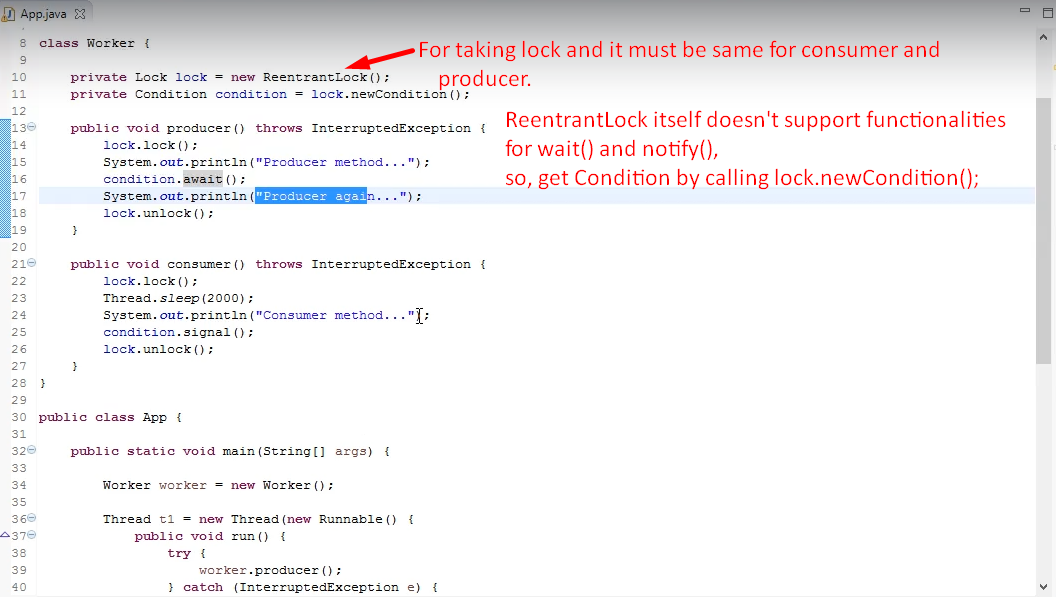 App.java
For taking lock and it must be same for consumer and
producer.
ReentrantLock itself doesn't support functionalities
for wait() and notify(),
so, get Condition by calling lock.newCondition();
8 class Worker {
9
10 private Lock lock = new ReentrantLock();
11 private Condition condition = lock.newCondition();
12
13 public void producer() throws InterruptedException {
14 lock.lock();
15 System.out.println("Producer method...");
16 condition.await();
17 System.out.println("Producer again...");
18 lock.unlock();
19 }
20
21 public void consumer() throws InterruptedException {
22 lock.lock();
23 Thread.sleep(2000);
24 System.out.println("Consumer method...");
25 condition.signal();
26 lock.unlock();
27 }
28 }
29
30 public class App {
31
32 public static void main(String[] args) {
33
34 Worker worker = new Worker();
35
36 Thread t1 = new Thread(new Runnable() {
37 public void run() {
38 try {
39 worker.producer();
40 } catch (InterruptedException e) {